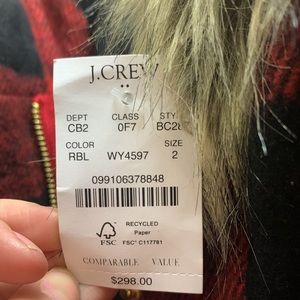 J.CREW
DEPT CLASS
CB2 0F7
COLOR SIZE
RBL WY4597 2
099106378848
RECYCLED
Paper
FSC FSC® C117781
COMPARABLE VALUE
$298.00